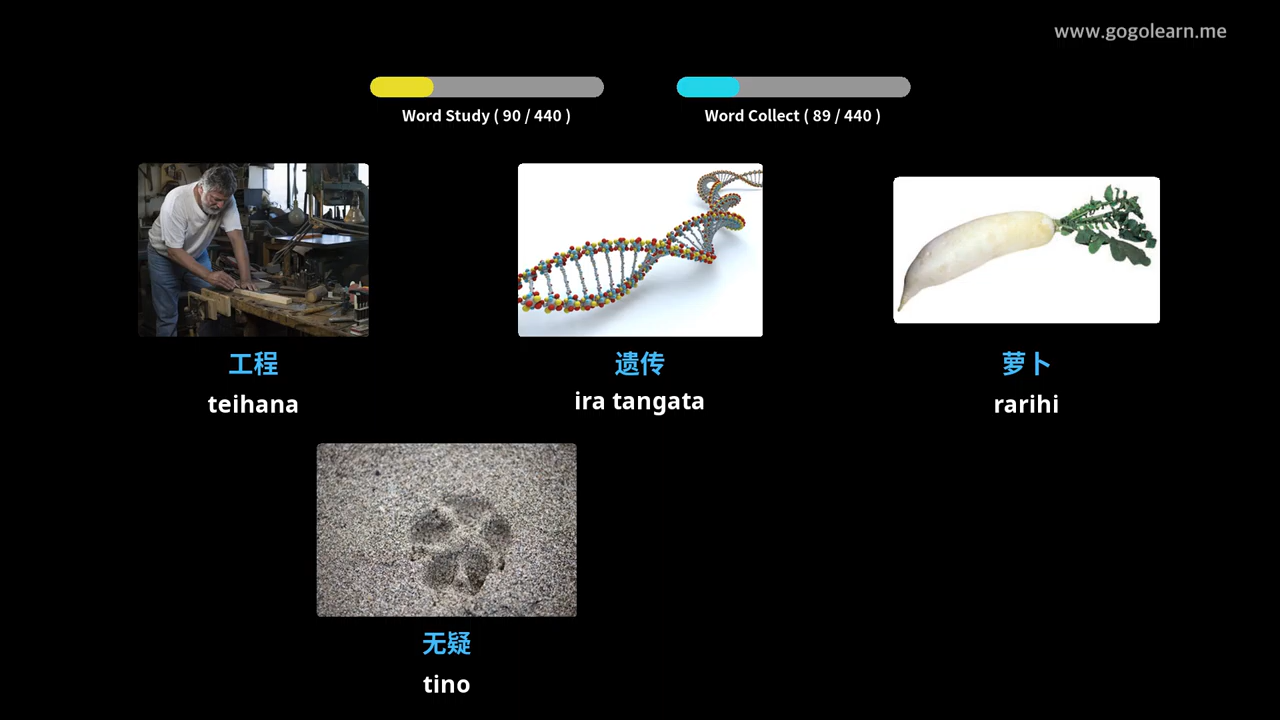 www.gogolearn.me
Word Study ( 90 / 440 )
Word Collect ( 89 / 440 )
工程
teihana
遗传
ira tangata
萝卜
rarihi
无疑
tino